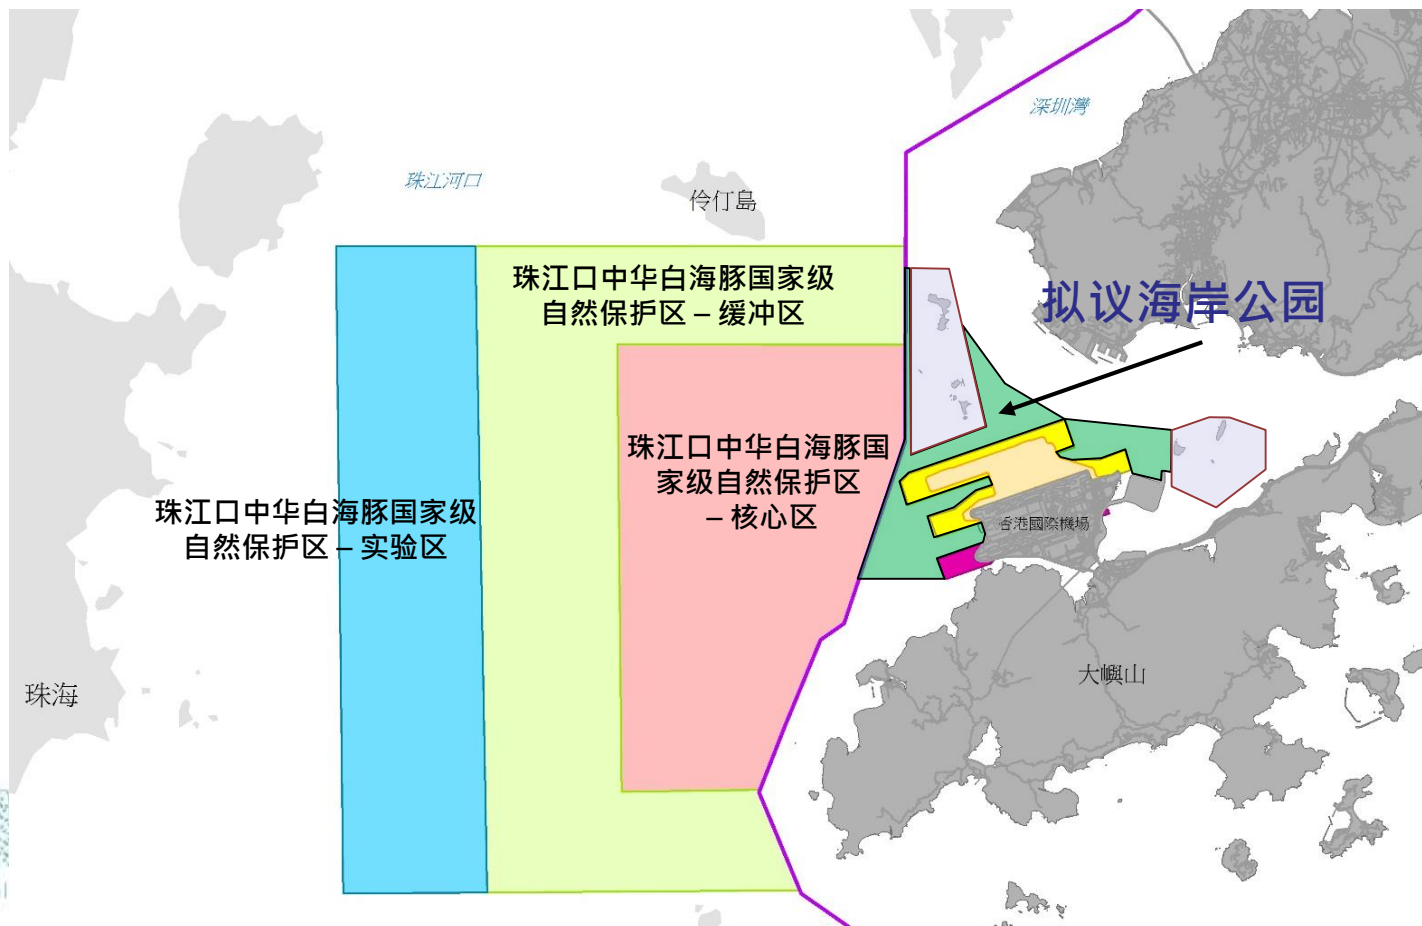 深圳灣
珠江河口
伶仃島
珠江口中华白海豚国家级
自然保护区 – 缓冲区
拟议海岸公园
珠江口中华白海豚国
家级自然保护区
– 核心区
珠江口中华白海豚国家级
自然保护区 – 实验区
香港國際機場
大嶼山
珠海